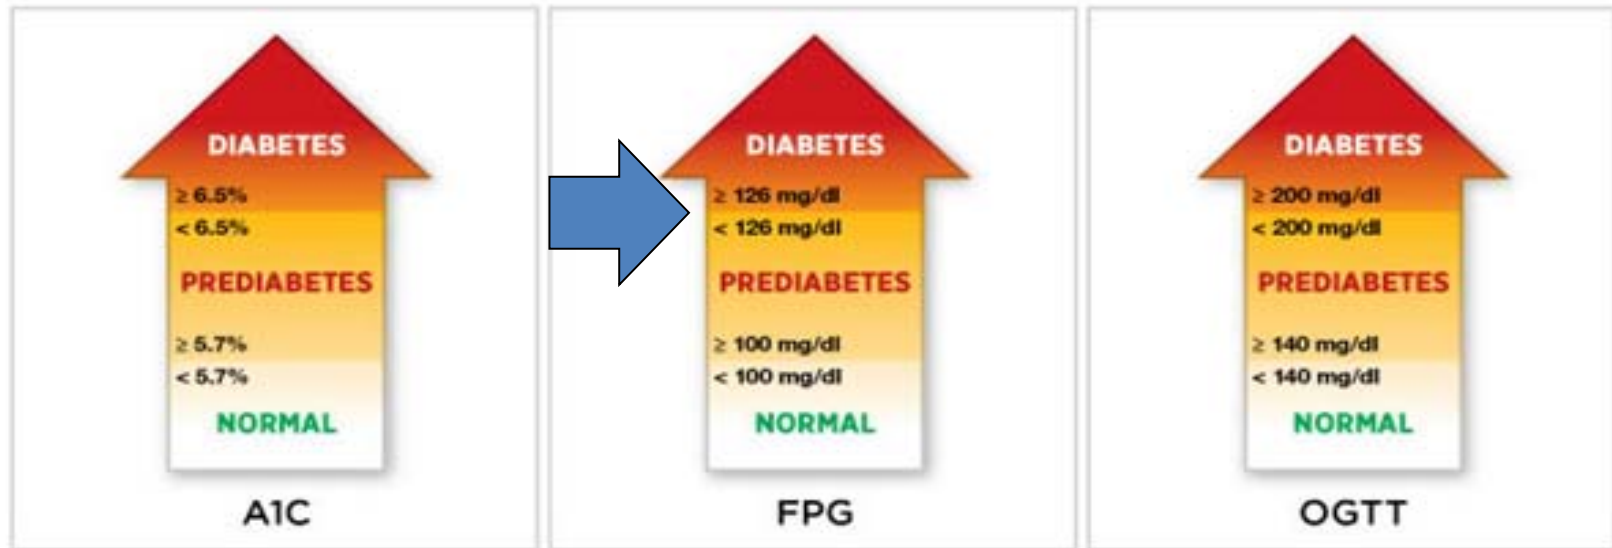 DIABETES
≥ 6.5%
< 6.5%
PREDIABETES
≥ 5.7%
< 5.7%
NORMAL
A1C
DIABETES
≥ 126 mg/dl
< 126 mg/dl
PREDIABETES
≥ 100 mg/dl
< 100 mg/dl
NORMAL
FPG
DIABETES
≥ 200 mg/dl
< 200 mg/dl
PREDIABETES
≥ 140 mg/dl
< 140 mg/dl
NORMAL
OGTT